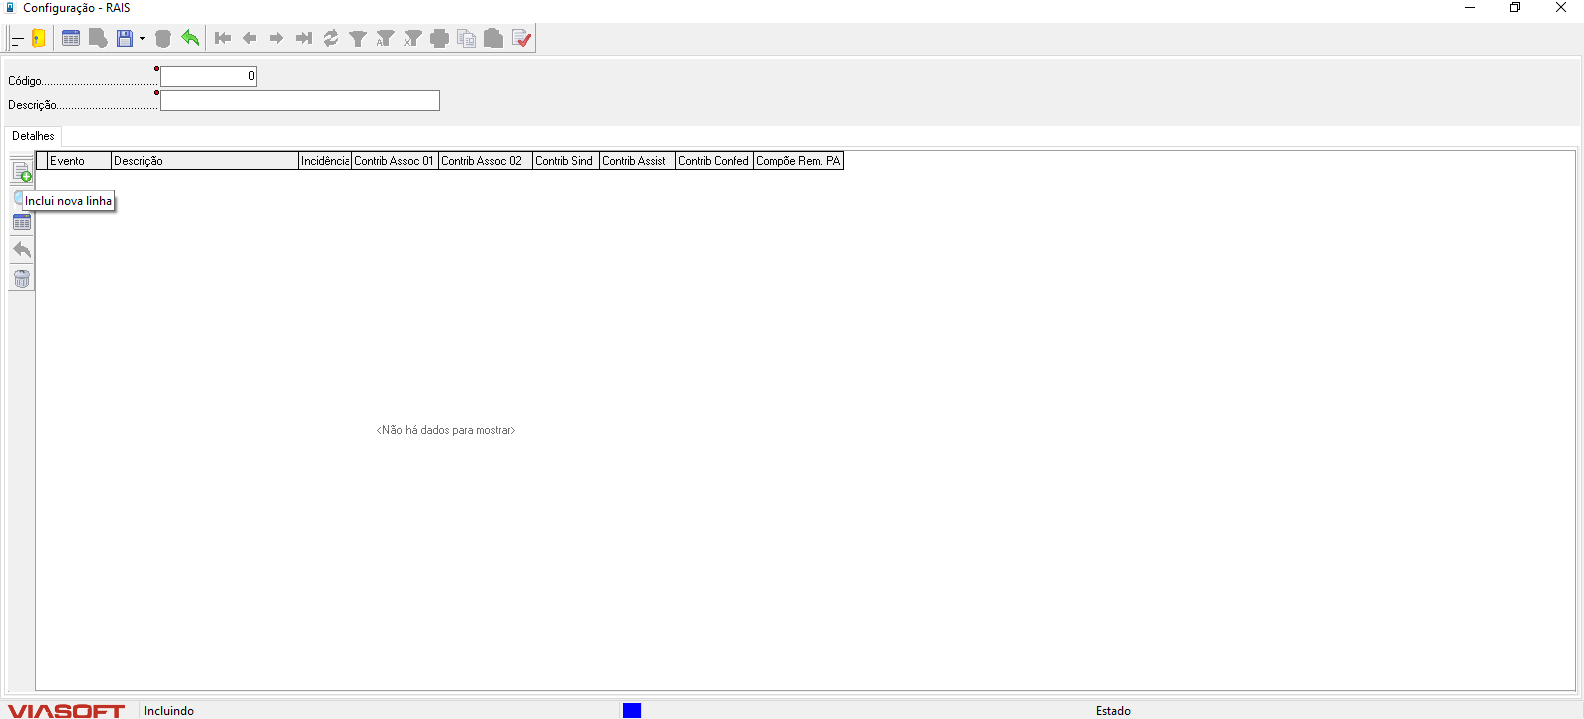 Configuração - RAIS
Código
0
Descrição
Detalhes
Evento Descrição Incidência Contrib Assoc 01 Contrib Assoc 02 Contrib Sind Contrib Assist Contrib Confed Compõe Rem. PA
Inclui nova linha
<Não há dados para mostrar>
VIASOFT Incluindo Estado